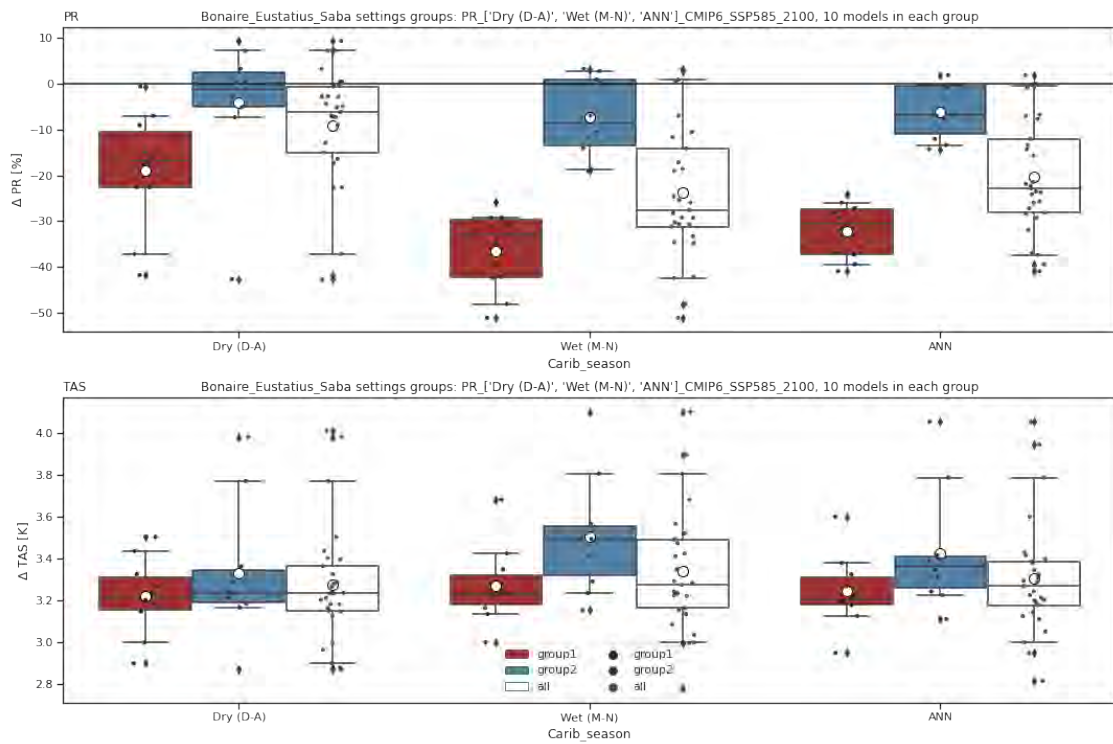 PR
Bonaire_Eustatius_Saba settings groups: PR_['Dry (D-A)', 'Wet (M-N)', 'ANN']_CMIP6_SSP585_2100, 10 models in each group
10
0
−10
−20
−30
−40
−50
Δ PR [%]
Dry (D-A)
Wet (M-N)
ANN
Carib_season
TAS
Bonaire_Eustatius_Saba settings groups: PR_['Dry (D-A)', 'Wet (M-N)', 'ANN']_CMIP6_SSP585_2100, 10 models in each group
4.0
3.8
3.6
3.4
3.2
3.0
2.8
Δ TAS [K]
group1
group2
all
group1
group2
all
Dry (D-A)
Wet (M-N)
ANN
Carib_season